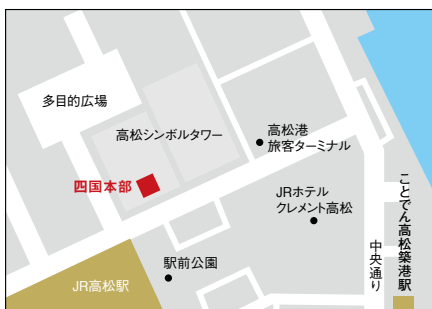 多目的広場
高松シンボルタワー
高松港
旅客ターミナル
四国本部
JRホテル
クレメント高松
ことでん高松築港駅
中央通り
駅前公園
JR高松駅